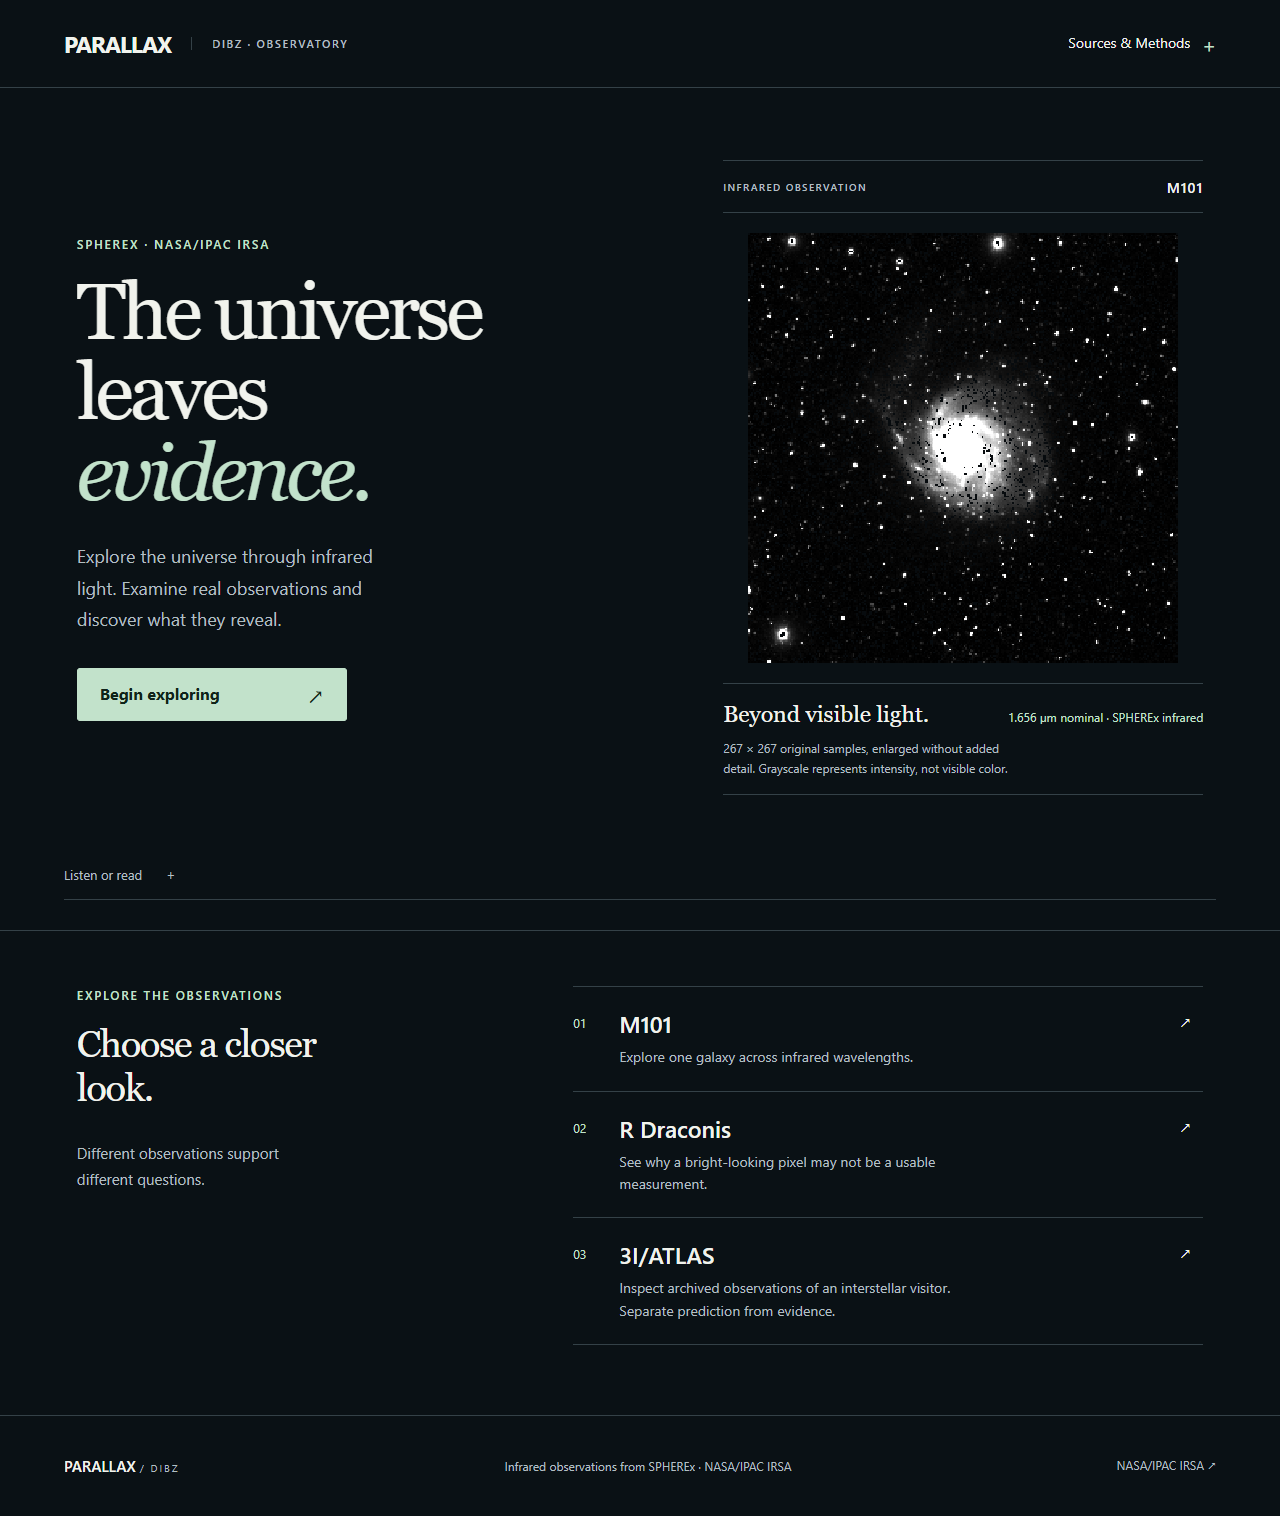 PARALLAX
DIBZ · OBSERVATORY
Sources & Methods +
INFRARED OBSERVATION
M101
SPHEREX · NASA/IPAC IRSA
The universe
leaves
evidence.
Explore the universe through infrared
light. Examine real observations and
discover what they reveal.
Begin exploring ↗
Beyond visible light.
1.656 µm nominal · SPHEREx infrared
267 × 267 original samples, enlarged without added
detail. Grayscale represents intensity, not visible color.
Listen or read +
EXPLORE THE OBSERVATIONS
Choose a closer
look.
Different observations support
different questions.
01 M101 ↗
Explore one galaxy across infrared wavelengths.
02 R Draconis ↗
See why a bright-looking pixel may not be a usable
measurement.
03 3I/ATLAS ↗
Inspect archived observations of an interstellar visitor.
Separate prediction from evidence.
PARALLAX / DIBZ
Infrared observations from SPHEREx · NASA/IPAC IRSA
NASA/IPAC IRSA ↗